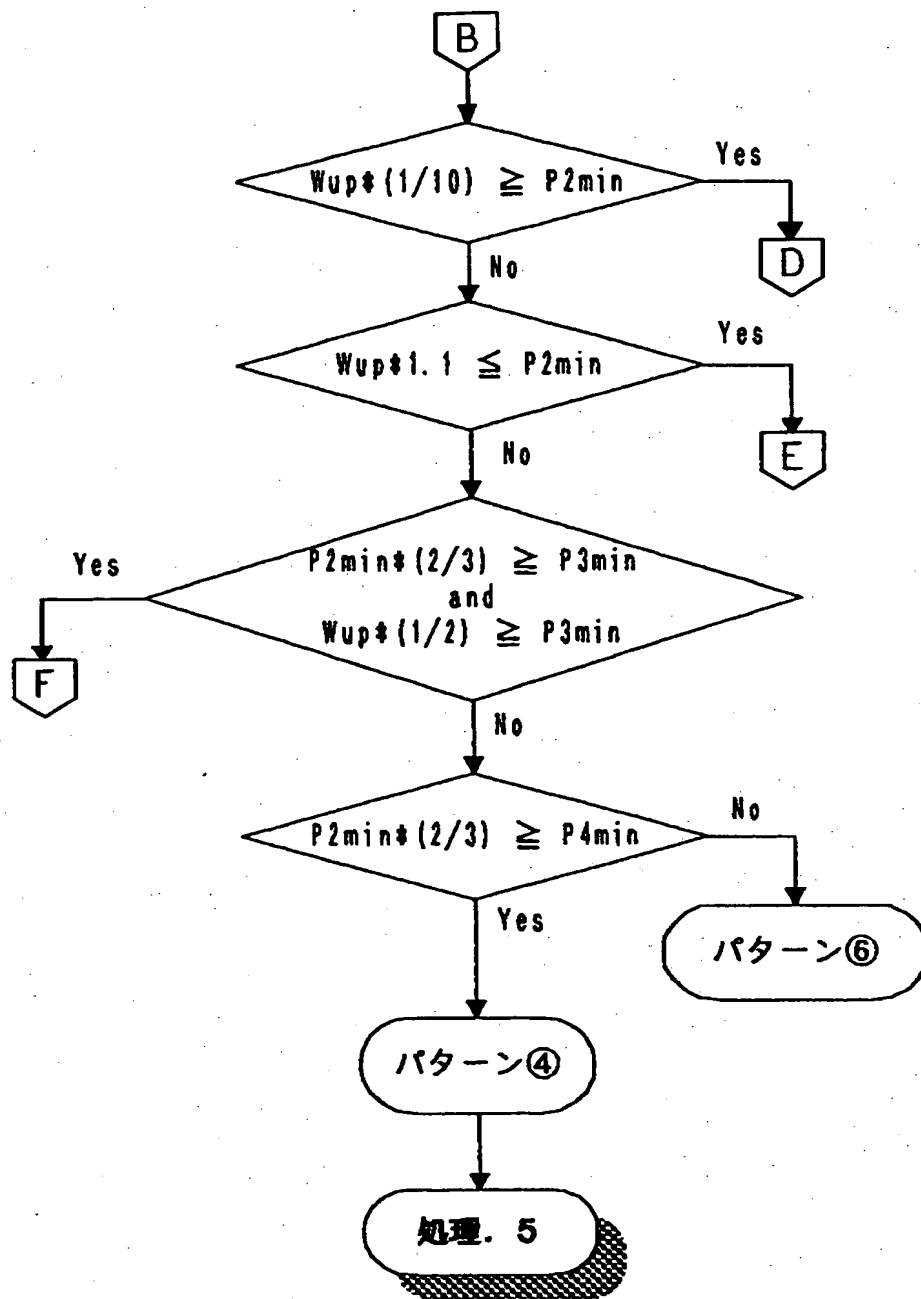 B
Wup*(1/10) ≧ P2min
Yes
D
No
Wup*1.1 ≦ P2min
Yes
E
No
P2min*(2/3) ≧ P3min
and
Wup*(1/2) ≧ P3min
Yes
F
No
P2min*(2/3) ≧ P4min
No
パターン⑥
Yes
パターン④
処理．5